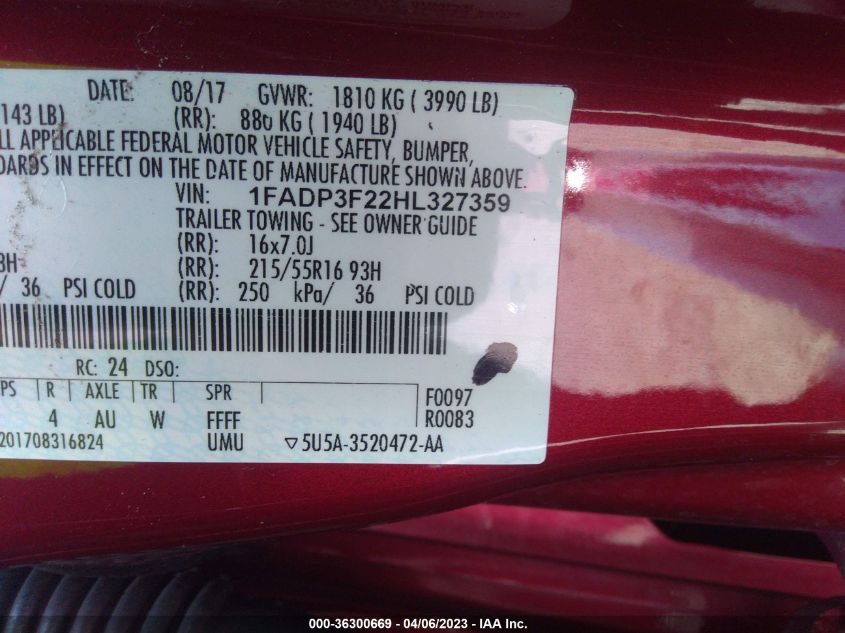 DATE: 08/17 GVWR: 1810 KG ( 3990 LB)
143 LB) (RR): 880 KG ( 1940 LB)
LL APPLICABLE FEDERAL MOTOR VEHICLE SAFETY, BUMPER,
DARDS IN EFFECT ON THE DATE OF MANUFACTURE SHOWN ABOVE.
VIN: 1FADP3F22HL327359
TRAILER TOWING - SEE OWNER GUIDE
(RR): 16x7.0J
3H (RR): 215/55R16 93H
/ 36 PSI COLD (RR): 250 kPa/ 36 PSI COLD
RC: 24 DSO:
PS R AXLE TR SPR F0097
4 AU W FFFF R0083
201708316824 UMU ▽5U5A-3520472-AA
000-36300669 - 04/06/2023 - IAA Inc.